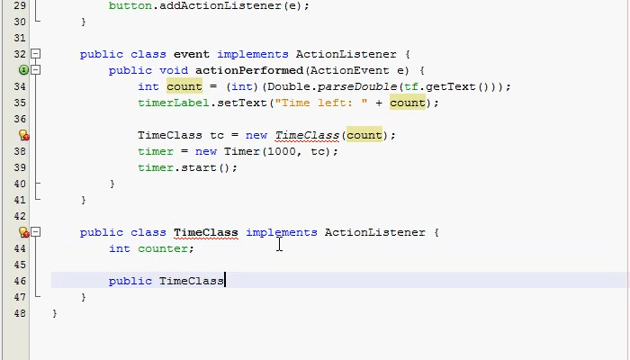 29 button.addActionListener(e);
30 }
31
32 public class event implements ActionListener {
public void actionPerformed(ActionEvent e) {
34 int count = (int)(Double.parseDouble(tf.getText()));
35 timerLabel.setText("Time left: " + count);
36
TimeClass tc = new TimeClass(count);
38 timer = new Timer(1000, tc);
39 timer.start();
40 }
41 }
42
public class TimeClass implements ActionListener {
44 int counter;
45
46 public TimeClass
47 }
48 }